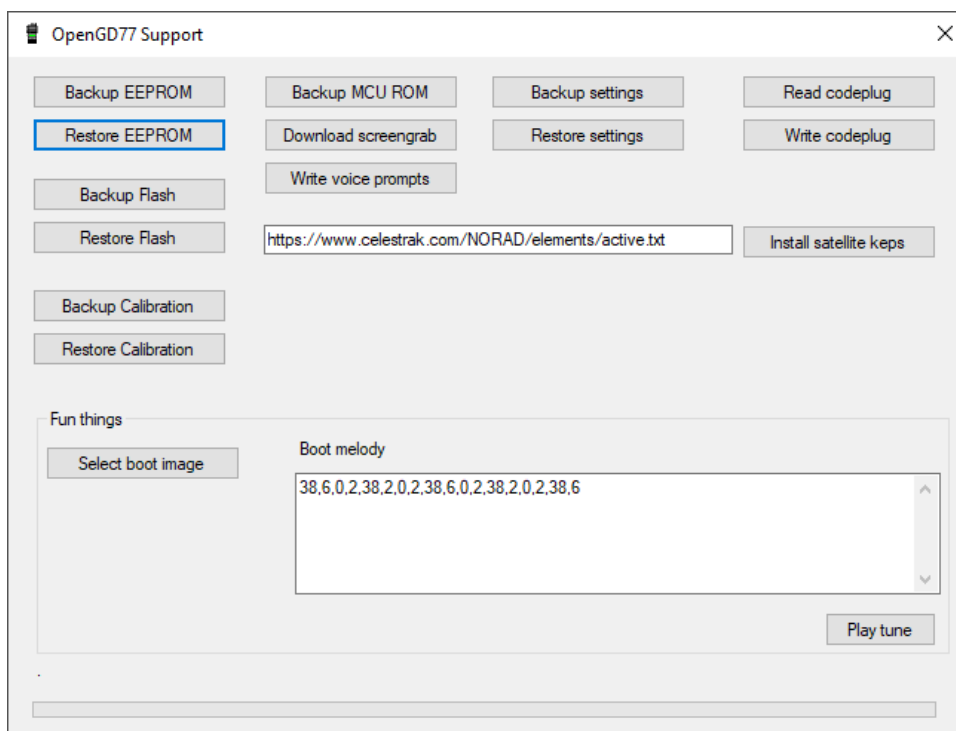 OpenGD77 Support
Backup EEPROM
Backup MCU ROM
Backup settings
Read codeplug
Restore EEPROM
Download screengrab
Restore settings
Write codeplug
Write voice prompts
Backup Flash
Restore Flash
https://www.celestrak.com/NORAD/elements/active.txt
Install satellite keps
Backup Calibration
Restore Calibration
Fun things
Select boot image
Boot melody
38,6,0,2,38,2,0,2,38,6,0,2,38,2,0,2,38,6
Play tune
.